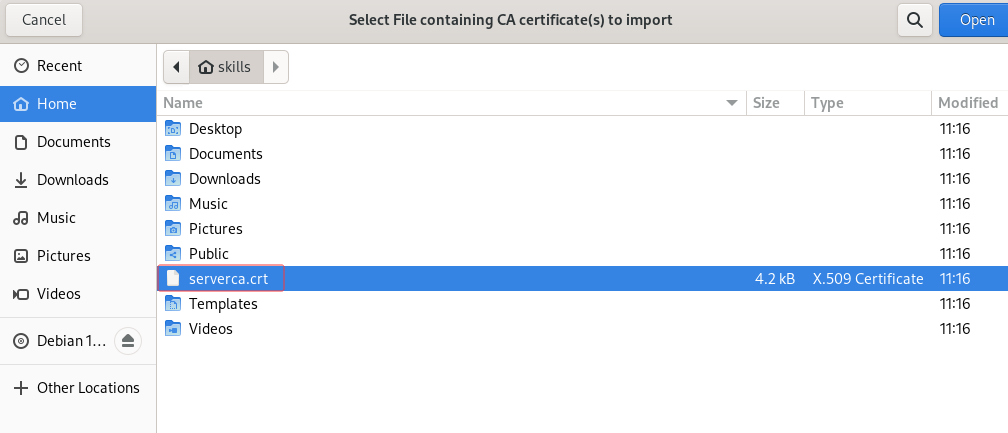 Cancel Select File containing CA certificate(s) to import Open
Recent
Home
Documents
Downloads
Music
Pictures
Videos
Debian 1...
Other Locations
skills
Name Size Type Modified
Desktop 11:16
Documents 11:16
Downloads 11:16
Music 11:16
Pictures 11:16
Public 11:16
serverca.crt 4.2 kB X.509 Certificate 11:16
Templates 11:16
Videos 11:16